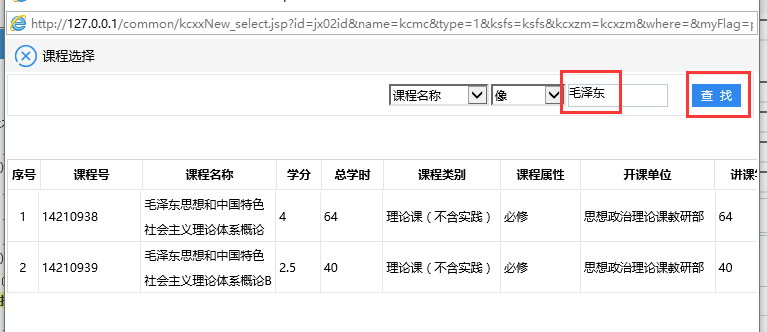 http://127.0.0.1/common/kcxxNew_select.jsp?id=jx02id&name=kcmc&type=1&ksfs=ksfs&kcxzm=kcxzm&where=&myFlag=
课程选择
课程名称 像 毛泽东 查 找
序号 课程号 课程名称 学分 总学时 课程类别 课程属性 开课单位 讲课
1 14210938 毛泽东思想和中国特色 4 64 理论课（不含实践） 必修 思想政治理论课教研部 64
社会主义理论体系概论
2 14210939 毛泽东思想和中国特色 2.5 40 理论课（不含实践） 必修 思想政治理论课教研部 40
社会主义理论体系概论B